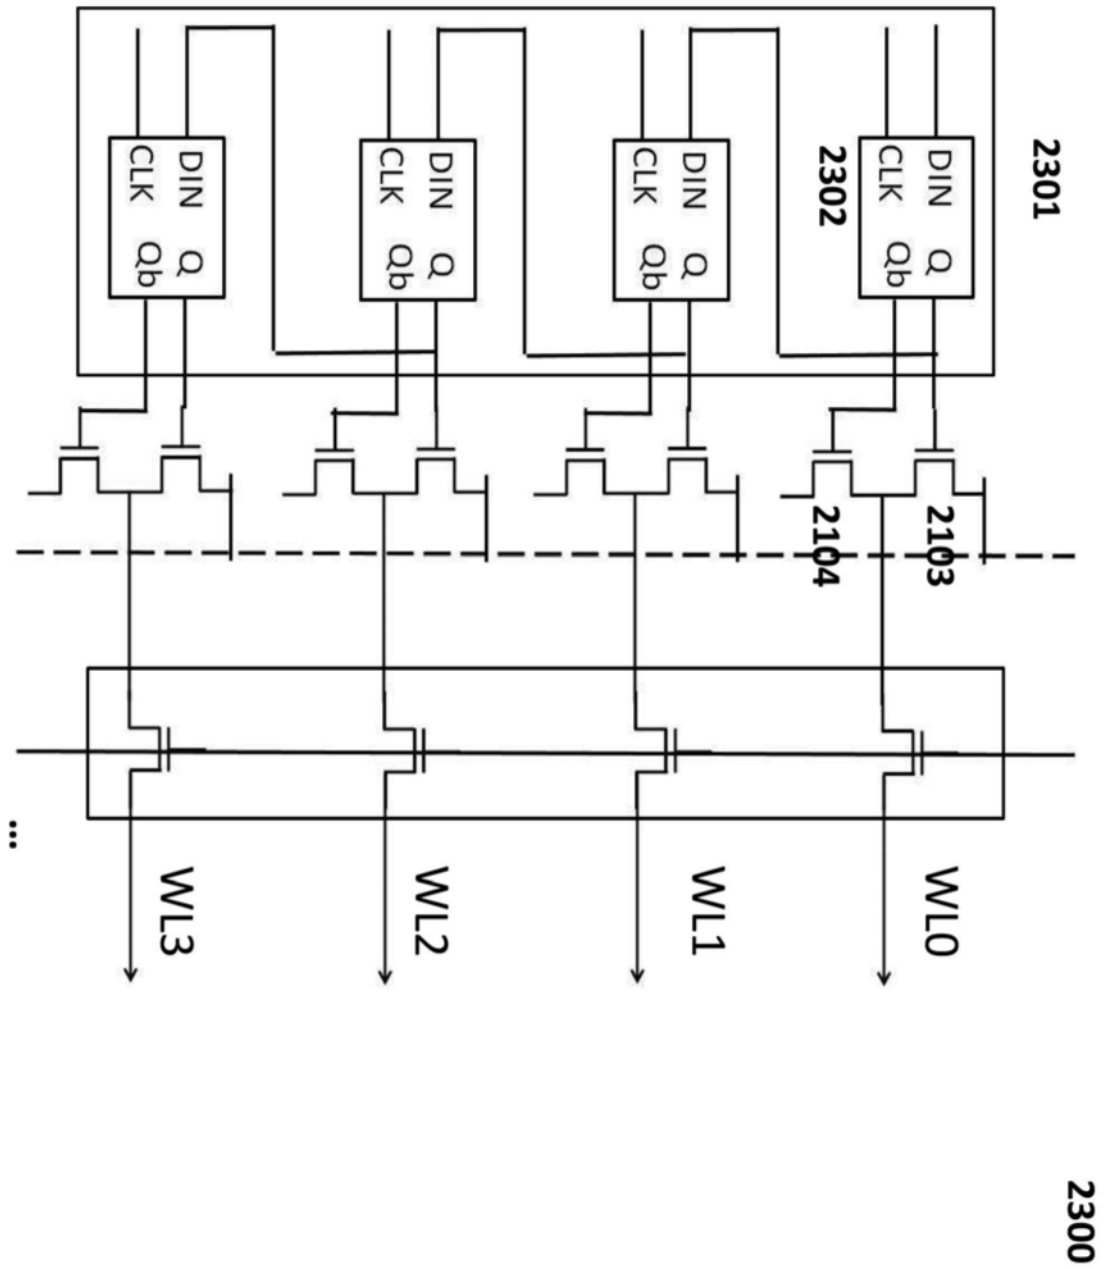 2300
2301
DIN Q
CLK Qb
2302
2103
2104
WL0
DIN Q
CLK Qb
WL1
DIN Q
CLK Qb
WL2
DIN Q
CLK Qb
WL3
...